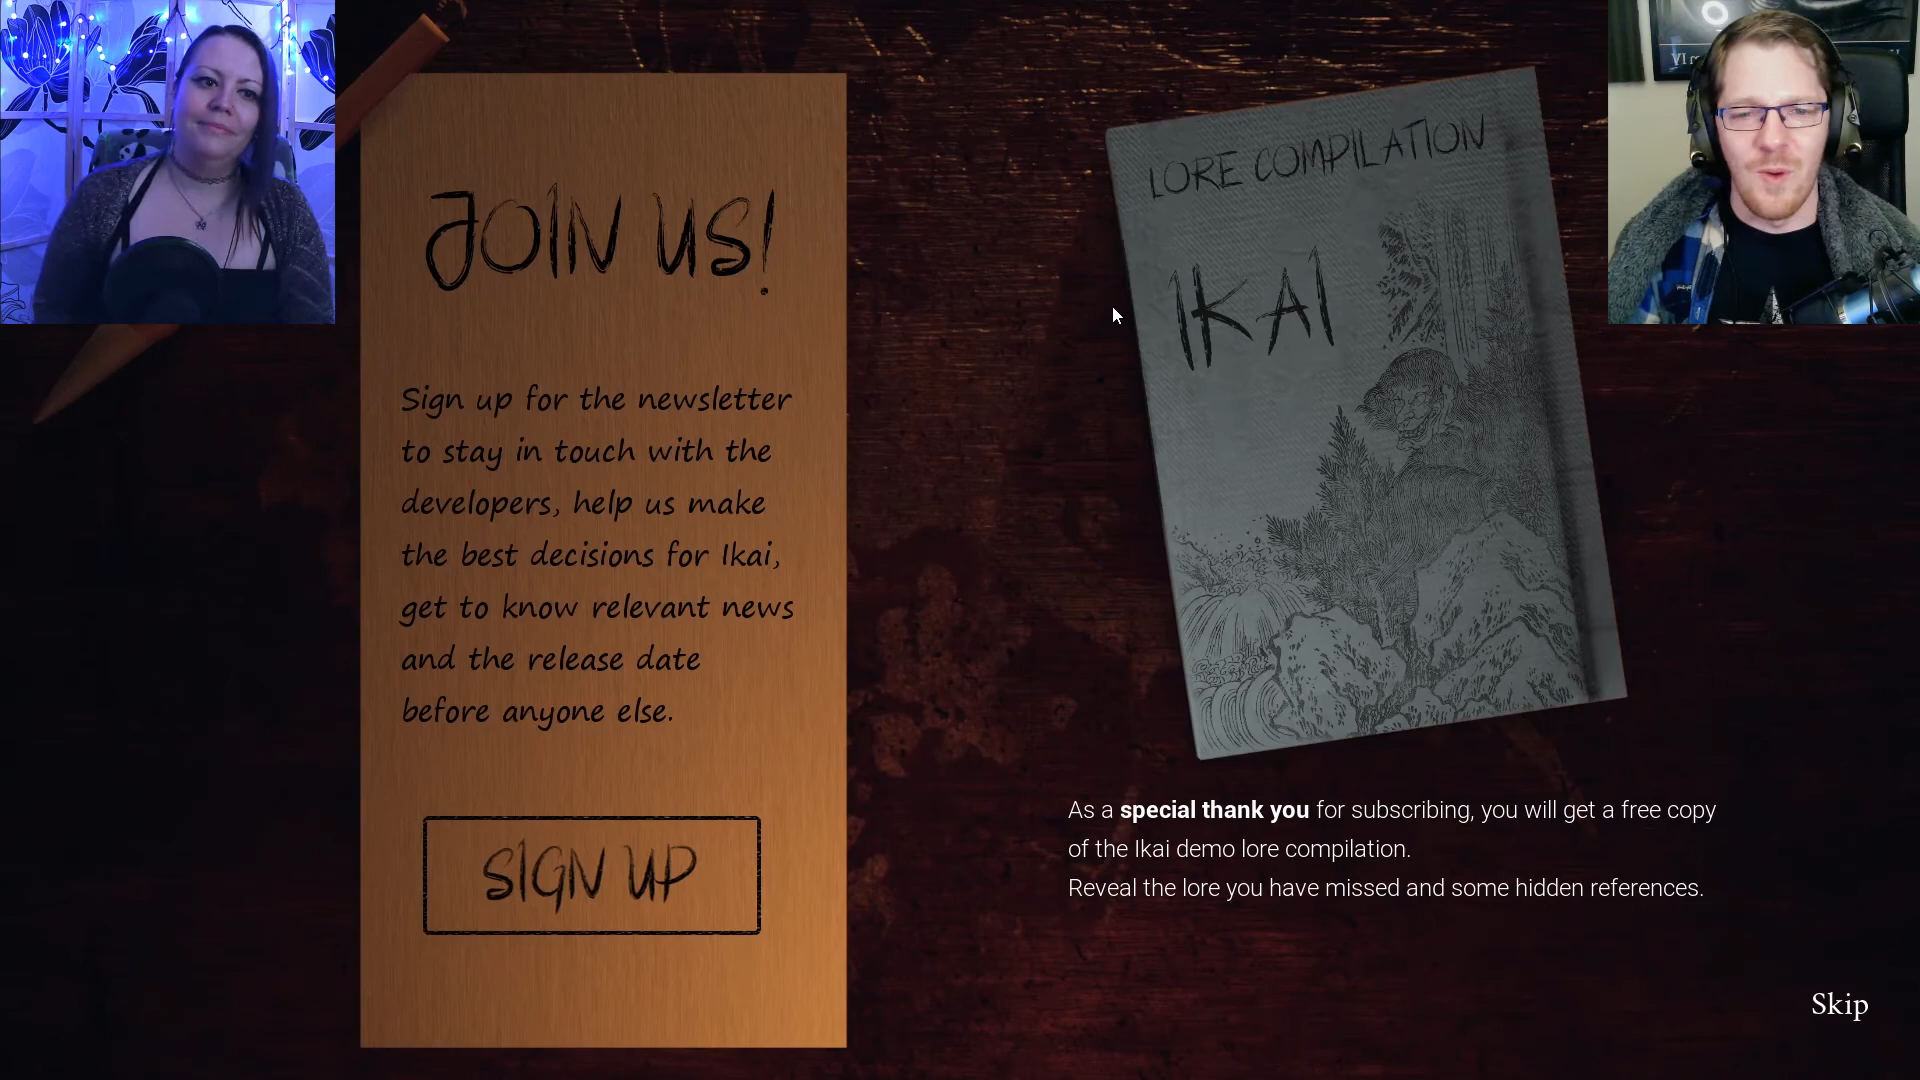 JOIN US!
Sign up for the newsletter
to stay in touch with the
developers, help us make
the best decisions for Ikai,
get to know relevant news
and the release date
before anyone else.
SIGN UP
LORE COMPILATION
IKAI
As a special thank you for subscribing, you will get a free copy
of the Ikai demo lore compilation.
Reveal the lore you have missed and some hidden references.
Skip